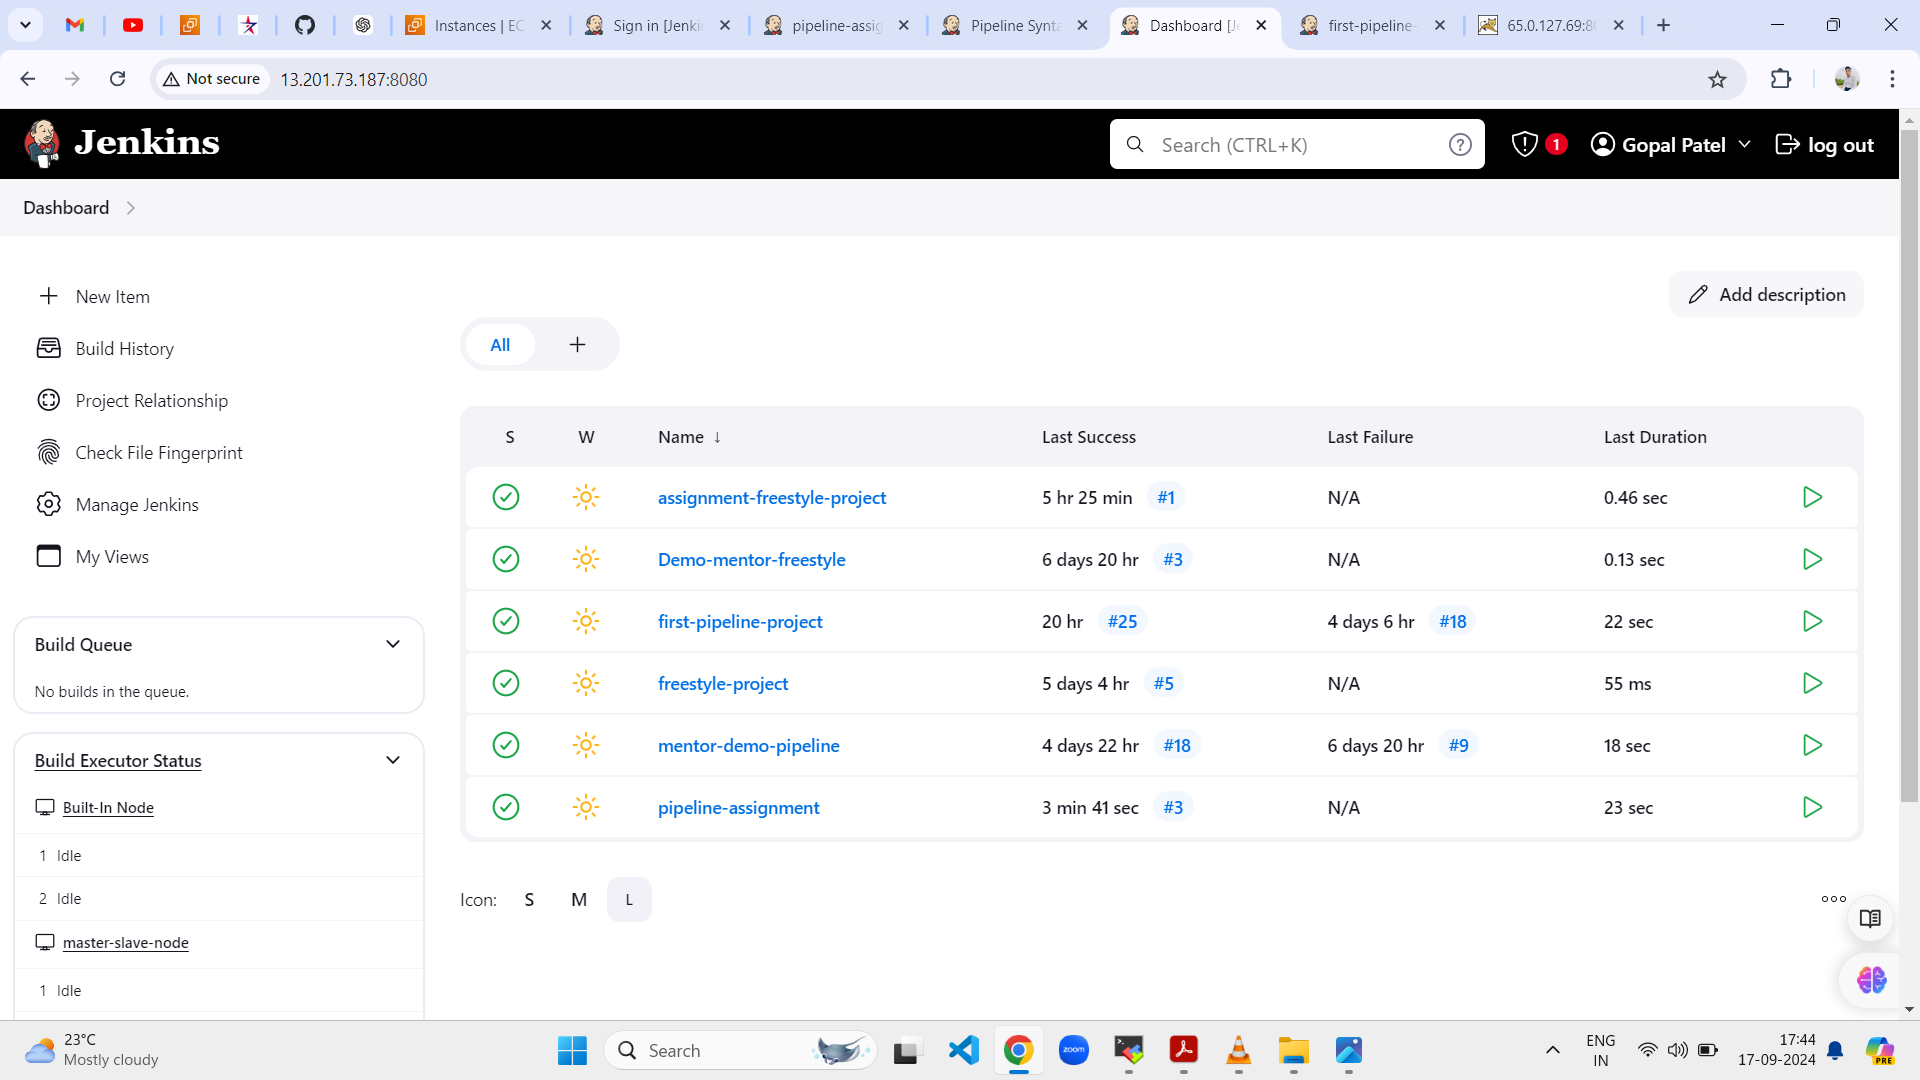 Instances | EC
Sign in [Jenki
pipeline-assig
Pipeline Synta
Dashboard [Je
first-pipeline-
65.0.127.69:80
Not secure
13.201.73.187:8080
Jenkins
Search (CTRL+K)
1
Gopal Patel
log out
Dashboard
New Item
Build History
Project Relationship
Check File Fingerprint
Manage Jenkins
My Views
Build Queue
No builds in the queue.
Build Executor Status
Built-In Node
1 Idle
2 Idle
master-slave-node
1 Idle
Add description
All
S W Name ↓ Last Success Last Failure Last Duration
assignment-freestyle-project 5 hr 25 min #1 N/A 0.46 sec
Demo-mentor-freestyle 6 days 20 hr #3 N/A 0.13 sec
first-pipeline-project 20 hr #25 4 days 6 hr #18 22 sec
freestyle-project 5 days 4 hr #5 N/A 55 ms
mentor-demo-pipeline 4 days 22 hr #18 6 days 20 hr #9 18 sec
pipeline-assignment 3 min 41 sec #3 N/A 23 sec
Icon: S M L
23°C
Mostly cloudy
Search
zoom
ENG
IN
17:44
17-09-2024
PRE